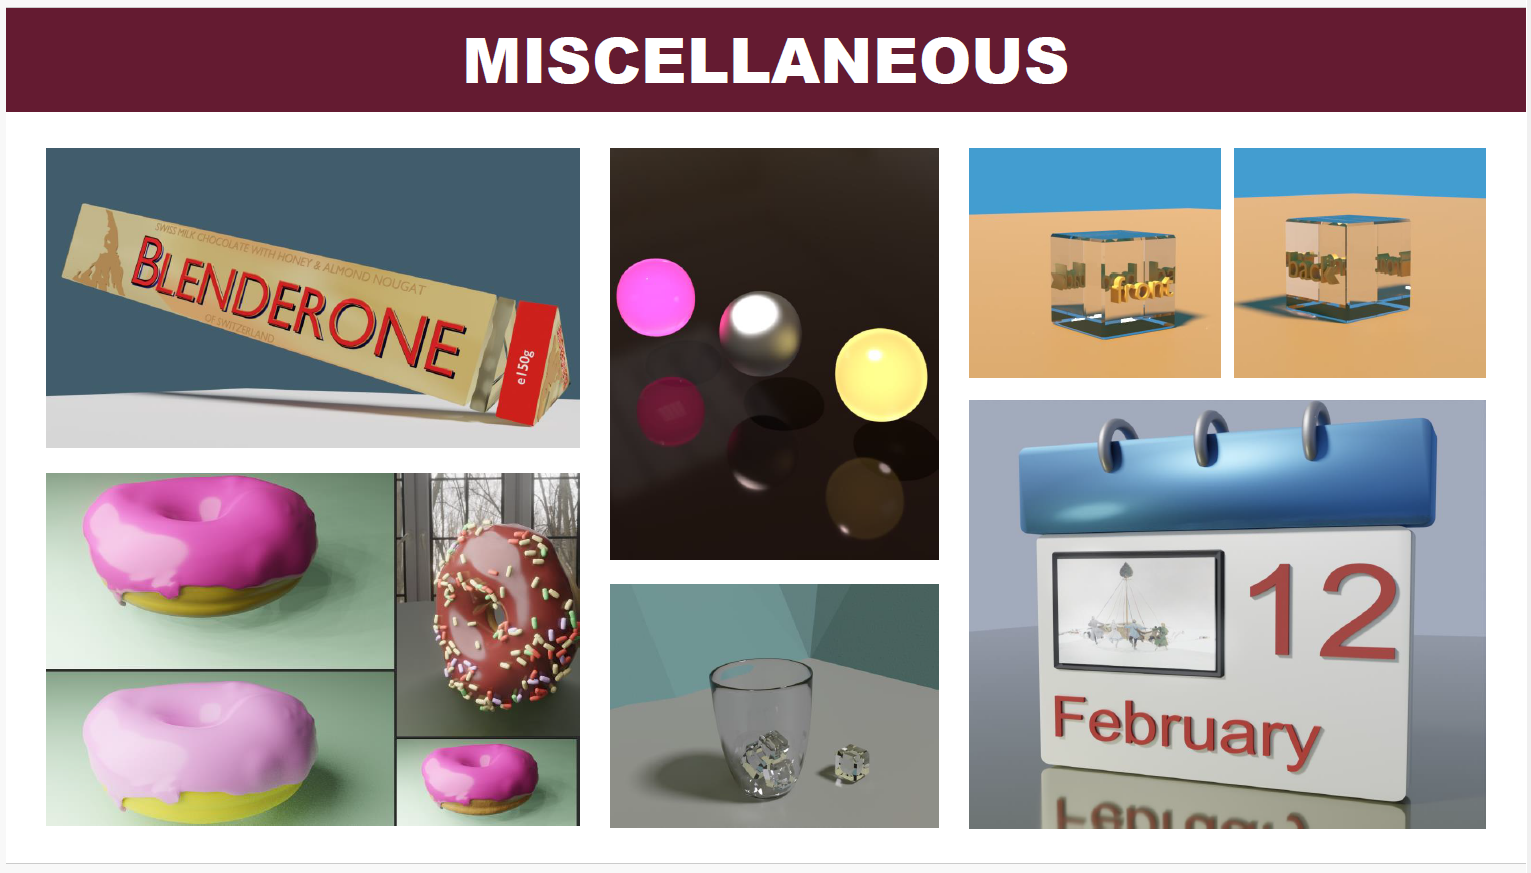 MISCELLANEOUS
SWISS MILK CHOCOLATE WITH HONEY & ALMOND NOUGAT
BLENDERONE
OF SWITZERLAND
e150g
front
back
12
February